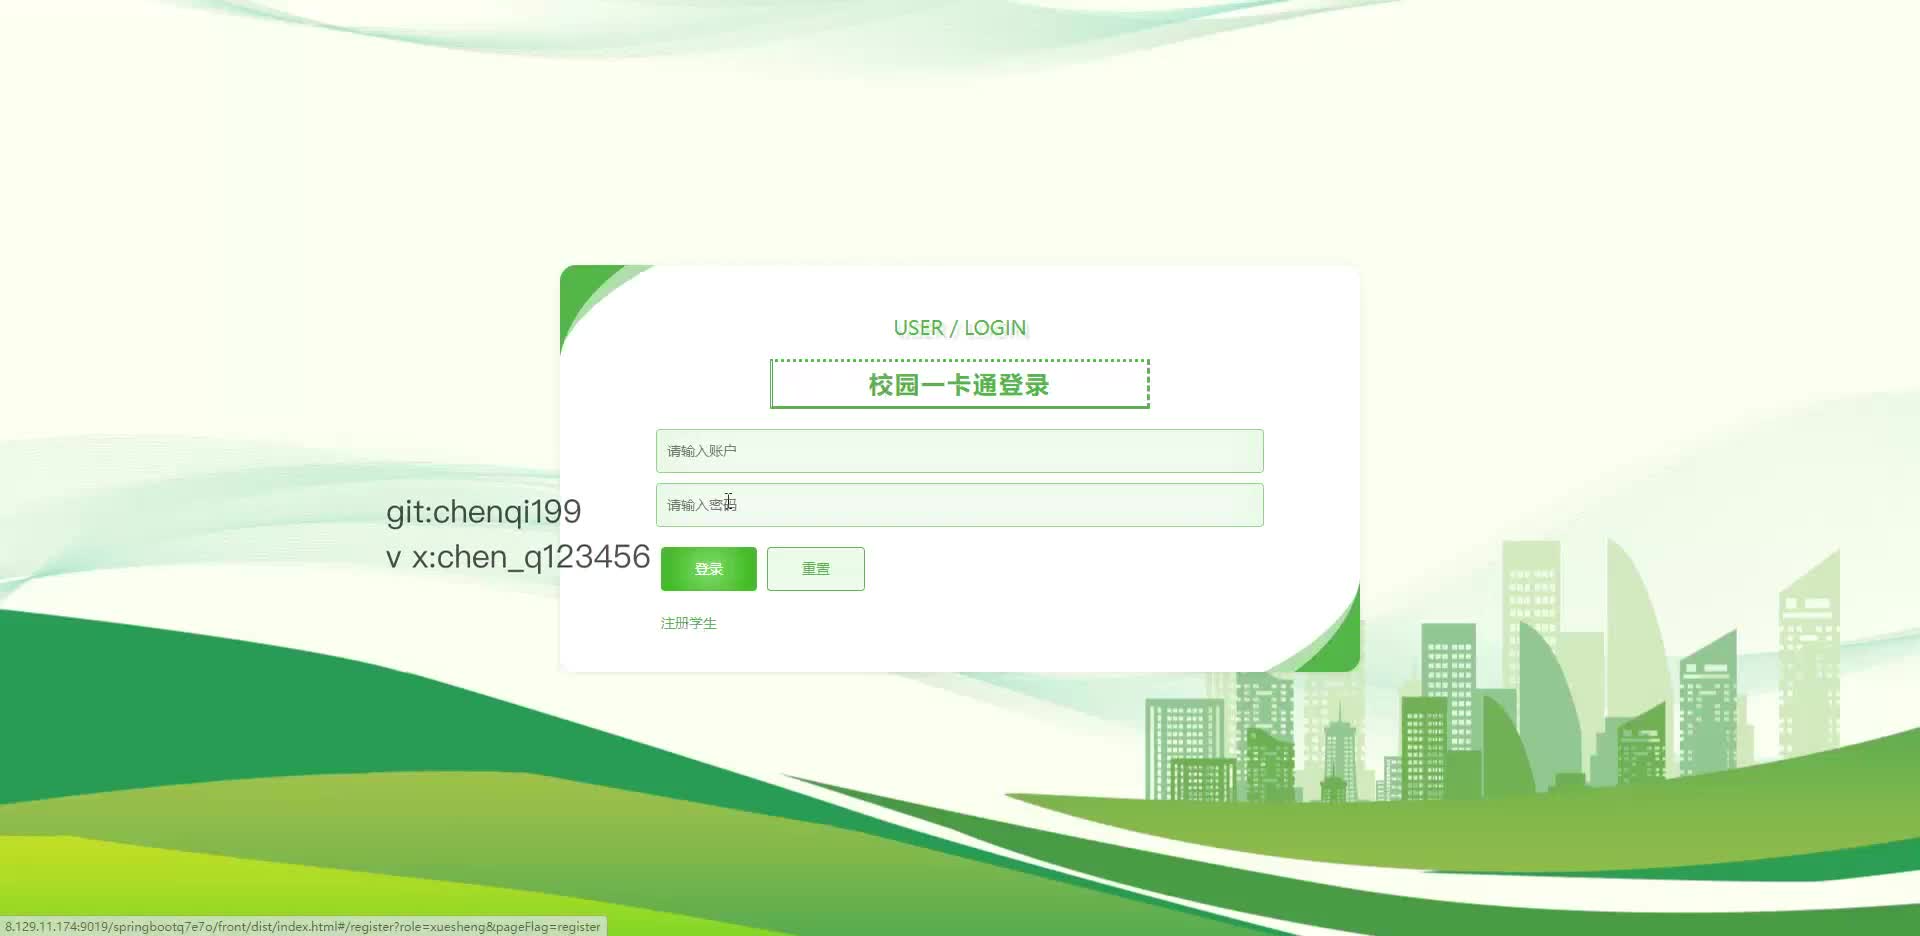 USER / LOGIN
校园一卡通登录
请输入账户
请输入密码
git:chenqi199
v x:chen_q123456
登录
重置
注册学生
8.129.11.174:9019/springbootq7e7o/front/dist/index.html#/register?role=xuesheng&pageFlag=register